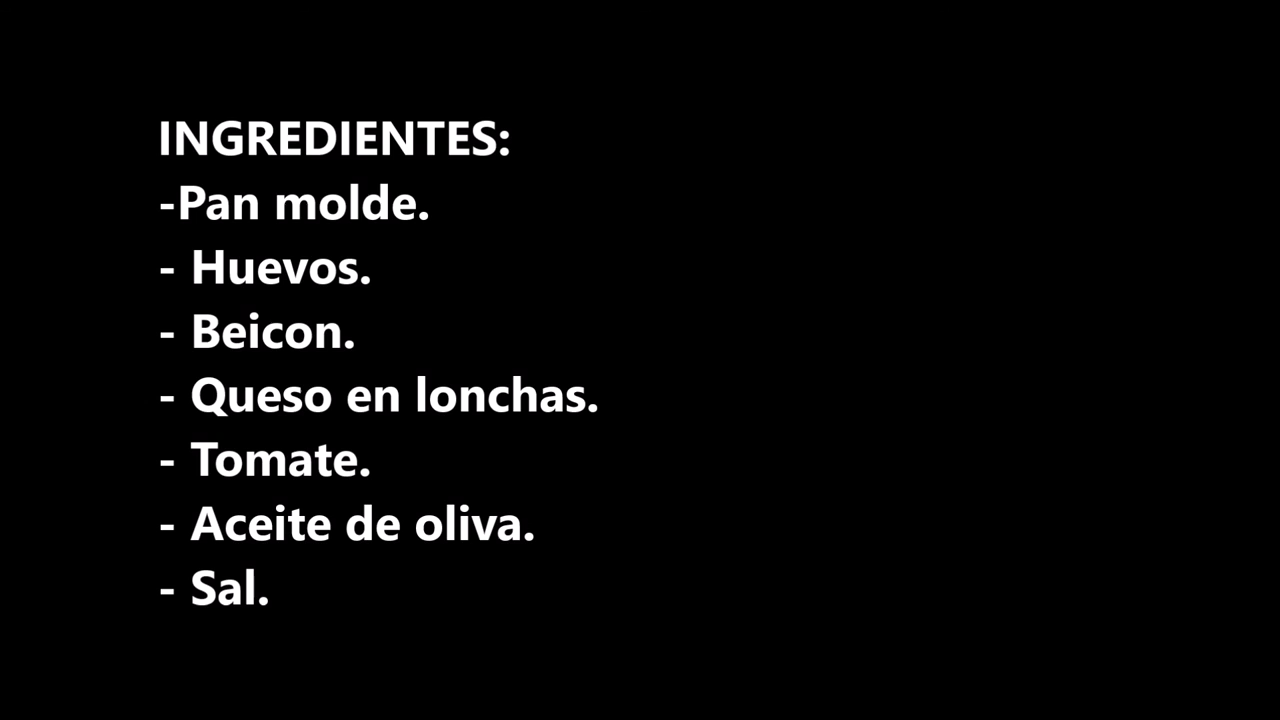 INGREDIENTES:
-Pan molde.
- Huevos.
- Beicon.
- Queso en lonchas.
- Tomate.
- Aceite de oliva.
- Sal.